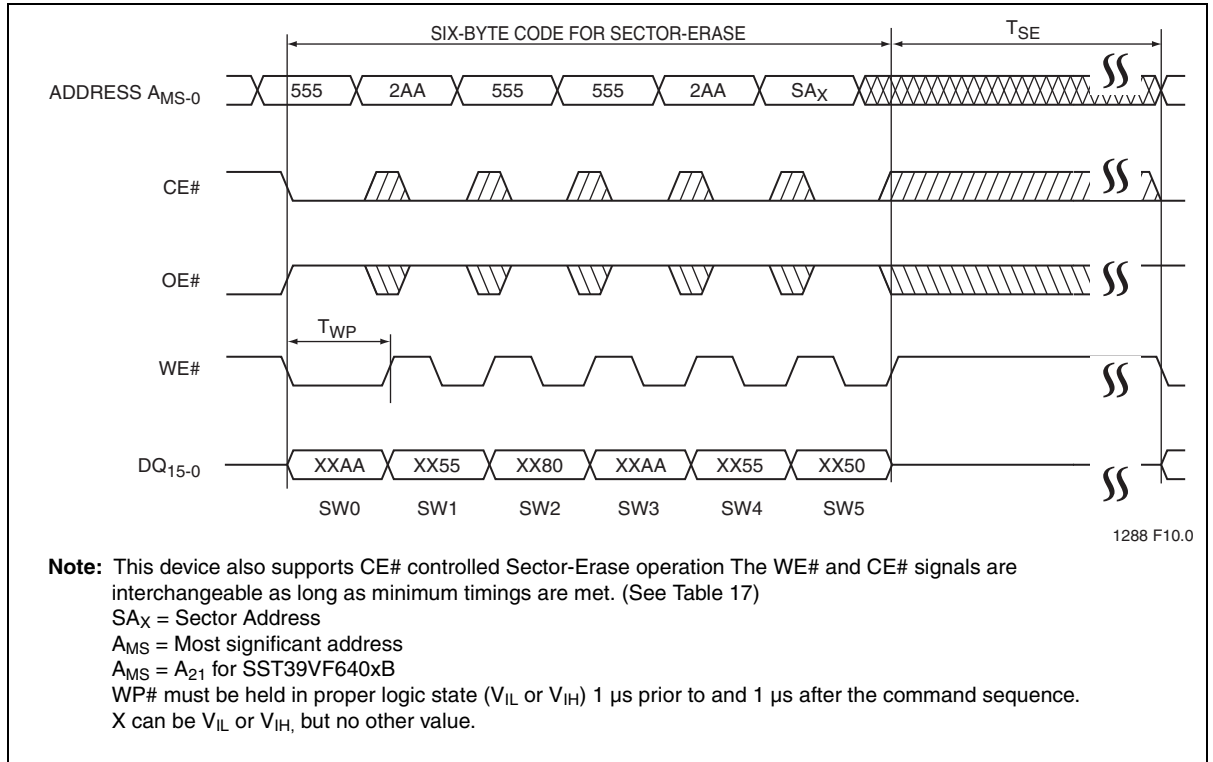 SIX-BYTE CODE FOR SECTOR-ERASE
TSE
ADDRESS AMS-0
555 2AA 555 555 2AA SAX
CE#
OE#
TWP
WE#
DQ15-0
XXAA XX55 XX80 XXAA XX55 XX50
SW0 SW1 SW2 SW3 SW4 SW5
1288 F10.0
Note: This device also supports CE# controlled Sector-Erase operation The WE# and CE# signals are
interchangeable as long as minimum timings are met. (See Table 17)
SAX = Sector Address
AMS = Most significant address
AMS = A21 for SST39VF640xB
WP# must be held in proper logic state (VIL or VIH) 1 µs prior to and 1 µs after the command sequence.
X can be VIL or VIH, but no other value.